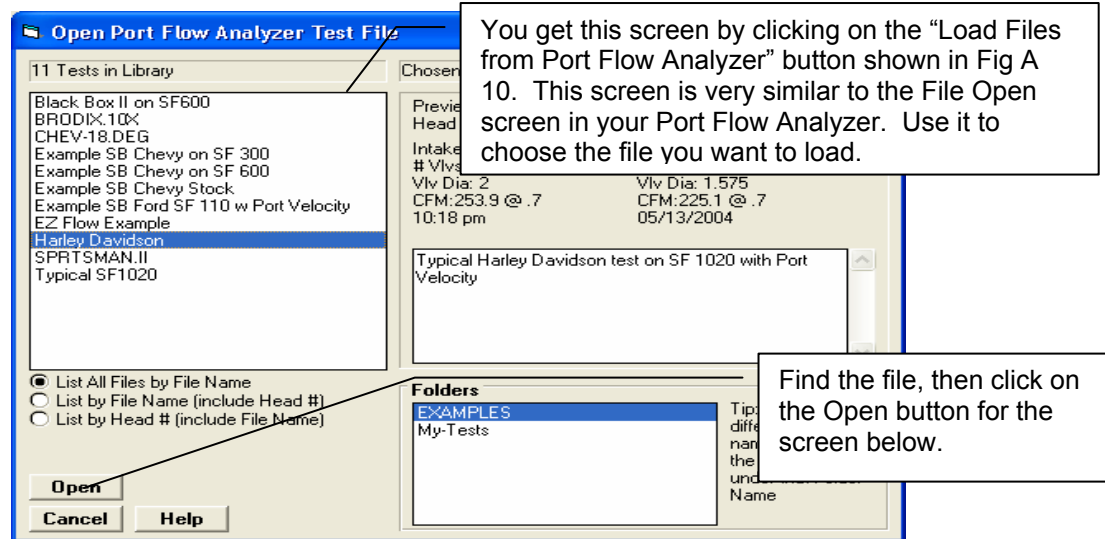 Open Port Flow Analyzer Test File
You get this screen by clicking on the “Load Files
from Port Flow Analyzer” button shown in Fig A
10. This screen is very similar to the File Open
screen in your Port Flow Analyzer. Use it to
choose the file you want to load.
11 Tests in Library
Chosen
Black Box II on SF600
BRODIX.10X
CHEV-18.DEG
Example SB Chevy on SF 300
Example SB Chevy on SF 600
Example SB Chevy Stock
Example SB Ford SF 110 w Port Velocity
EZ Flow Example
Harley Davidson
SPRTSMAN.II
Typical SF1020
Head
Intake
# Vlvs
Vlv Dia: 2 Vlv Dia: 1.575
CFM:253.9 @ .7 CFM:225.1 @ .7
10:18 pm 05/13/2004
Typical Harley Davidson test on SF 1020 with Port
Velocity
List All Files by File Name
List by File Name (include Head #)
List by Head # (include File Name)
Open
Cancel Help
Folders
EXAMPLES
My-Tests
Tip:
the
Name
Find the file, then click on
the Open button for the
screen below.